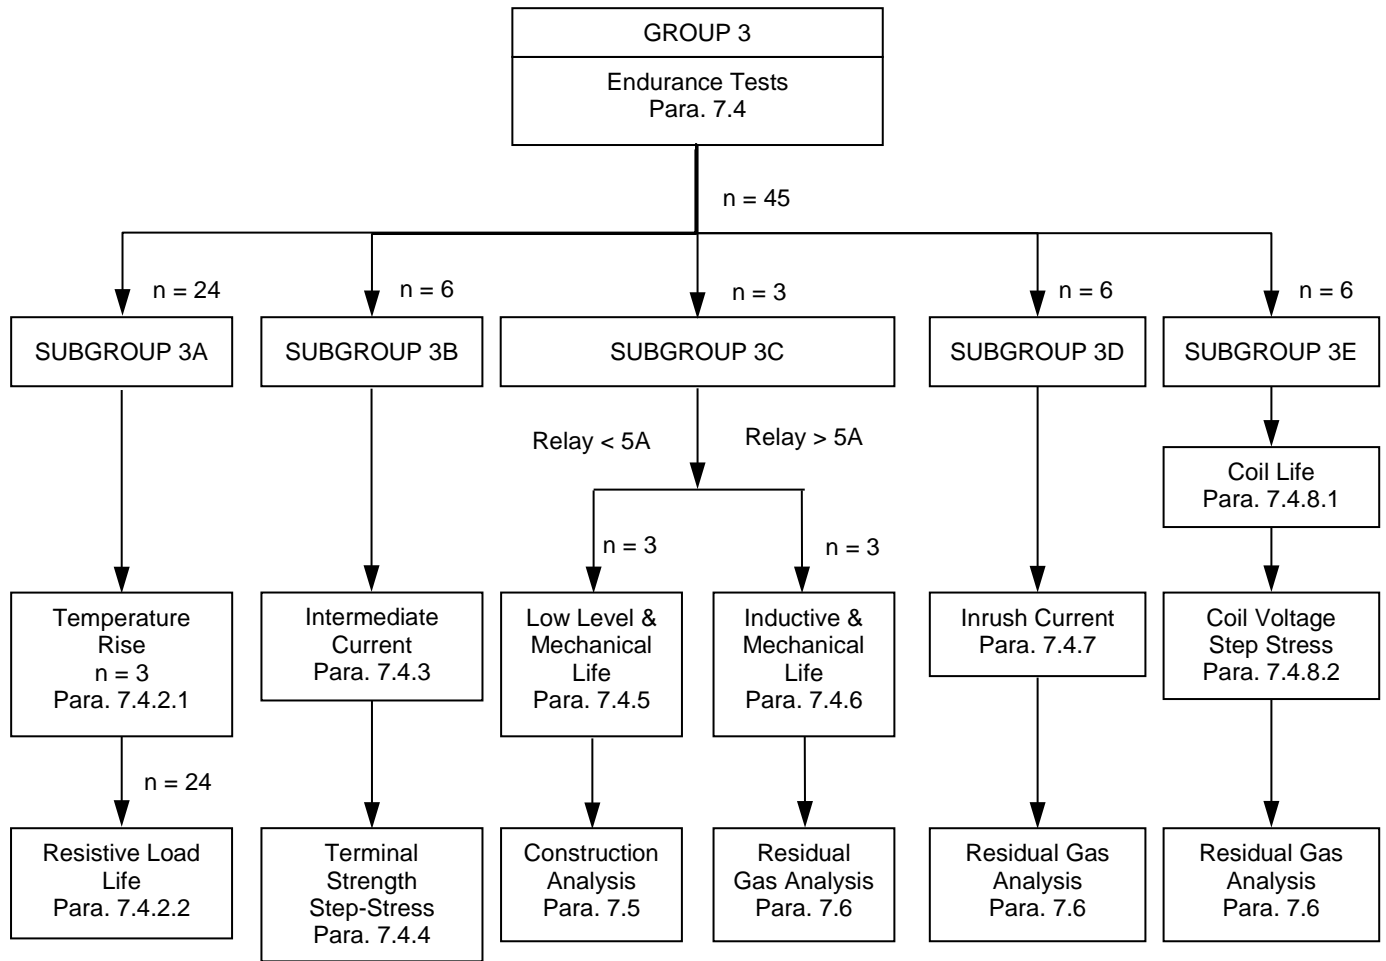 GROUP 3
Endurance Tests
Para. 7.4
n = 45
n = 24
n = 6
n = 3
n = 6
n = 6
SUBGROUP 3A
SUBGROUP 3B
SUBGROUP 3C
SUBGROUP 3D
SUBGROUP 3E
Relay < 5A
Relay > 5A
Coil Life
Para. 7.4.8.1
n = 3
n = 3
Temperature
Rise
n = 3
Para. 7.4.2.1
Intermediate
Current
Para. 7.4.3
Low Level &
Mechanical
Life
Para. 7.4.5
Inductive &
Mechanical
Life
Para. 7.4.6
Inrush Current
Para. 7.4.7
Coil Voltage
Step Stress
Para. 7.4.8.2
n = 24
Resistive Load
Life
Para. 7.4.2.2
Terminal
Strength
Step-Stress
Para. 7.4.4
Construction
Analysis
Para. 7.5
Residual
Gas Analysis
Para. 7.6
Residual Gas
Analysis
Para. 7.6
Residual Gas
Analysis
Para. 7.6